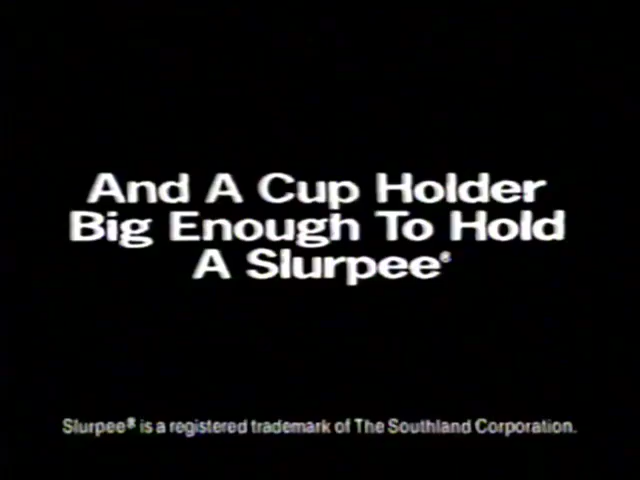 And A Cup Holder
Big Enough To Hold
A Slurpee®
Slurpee® is a registered trademark of The Southland Corporation.